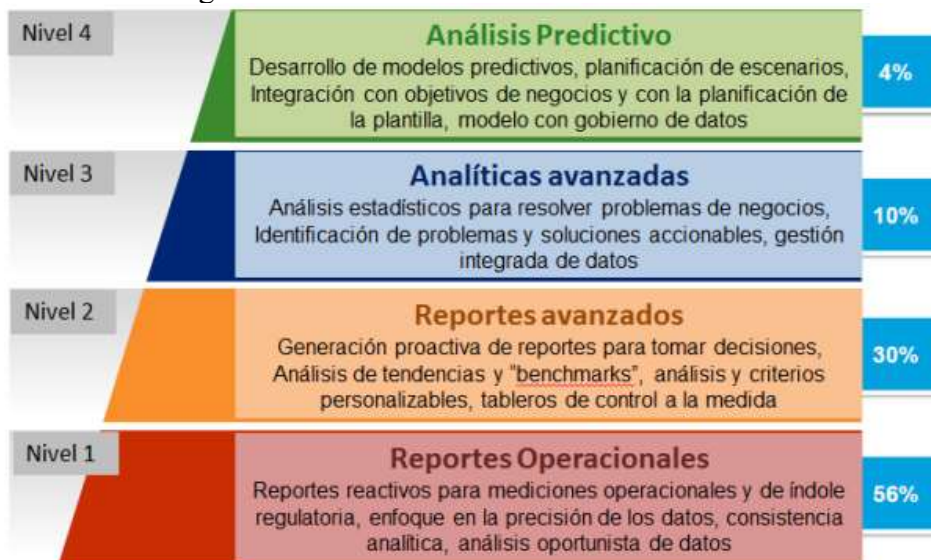 Nivel 4
Análisis Predictivo
Desarrollo de modelos predictivos, planificación de escenarios,
Integración con objetivos de negocios y con la planificación de
la plantilla, modelo con gobierno de datos
4%
Nivel 3
Analíticas avanzadas
Análisis estadísticos para resolver problemas de negocios,
Identificación de problemas y soluciones accionables, gestión
integrada de datos
10%
Nivel 2
Reportes avanzados
Generación proactiva de reportes para tomar decisiones,
Análisis de tendencias y "benchmarks", análisis y criterios
personalizables, tableros de control a la medida
30%
Nivel 1
Reportes Operacionales
Reportes reactivos para mediciones operacionales y de índole
regulatoria, enfoque en la precisión de los datos, consistencia
analítica, análisis oportunista de datos
56%